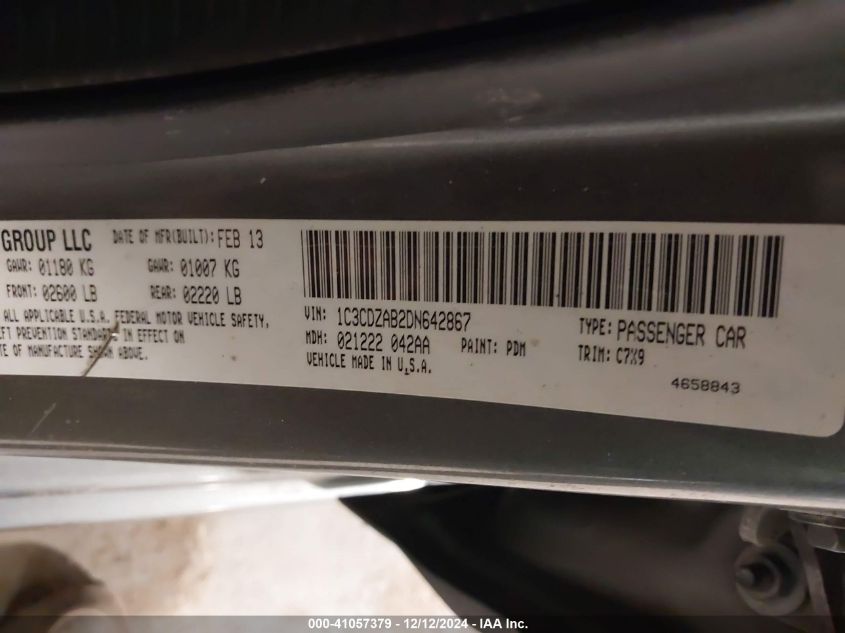 GROUP LLC DATE OF MFR(BUILT): FEB 13
GAWR: 01180 KG GAWR: 01007 KG
FRONT: 02600 LB REAR: 02220 LB
ALL APPLICABLE U.S.A. FEDERAL MOTOR VEHICLE SAFETY,
EFT PREVENTION STANDARDS IN EFFECT ON
TE OF MANUFACTURE SHOWN ABOVE.
VIN: 1C3CDZAB2DN642867
MDH: 021222 042AA PAINT: PDM
VEHICLE MADE IN U.S.A.
TYPE: PASSENGER CAR
TRIM: C7X9
4658843
000-41057379 - 12/12/2024 - IAA Inc.